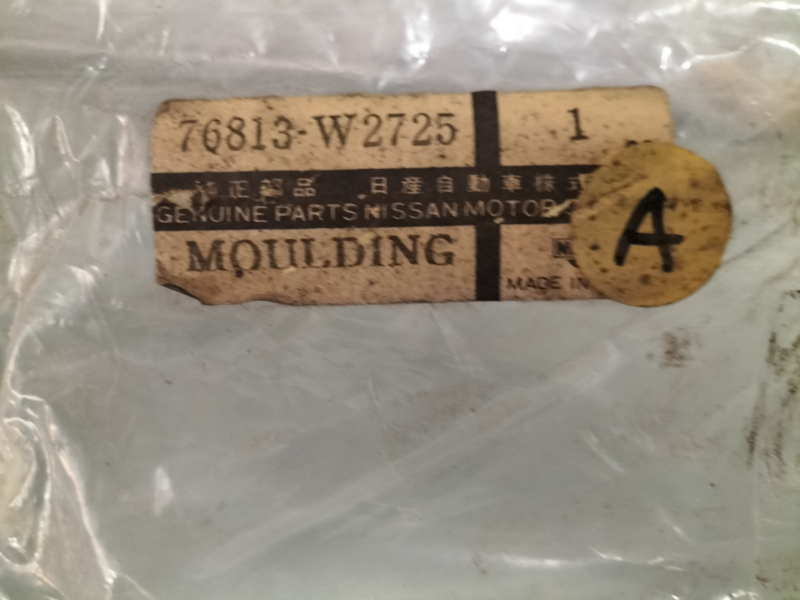 76813-W2725 1
純正部品 日産自動車株式
GENUINE PARTS NISSAN MOTOR
A
MOULDING
MADE IN